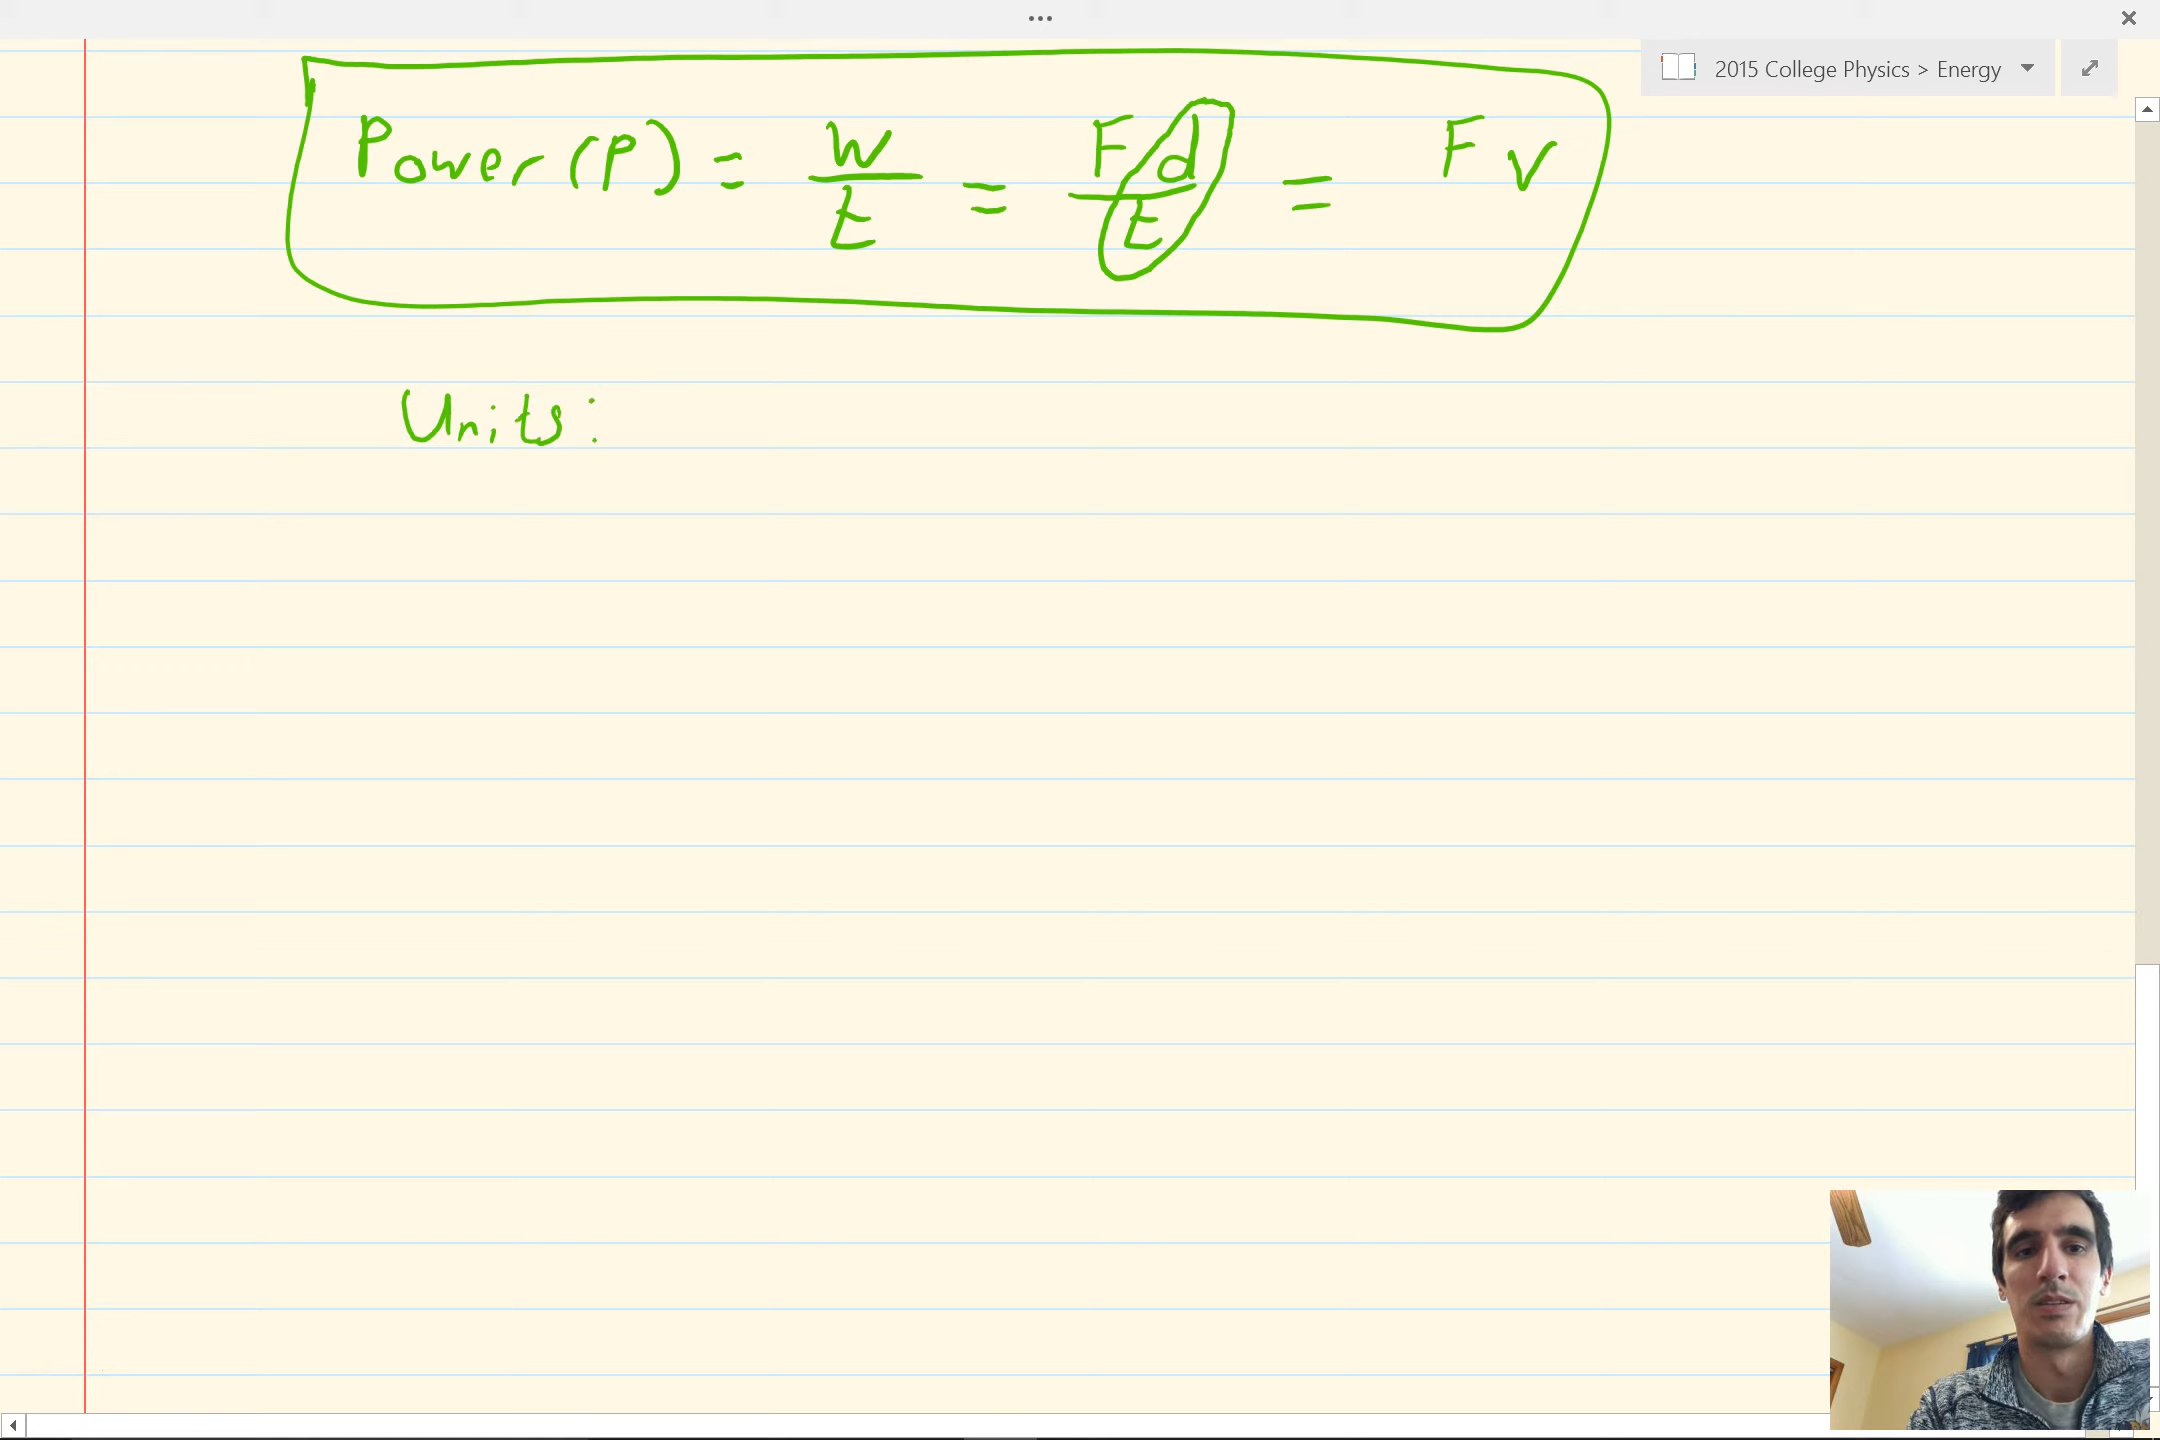 2015 College Physics > Energy
Power (P) = W/t = Fd/t = Fv
Units: